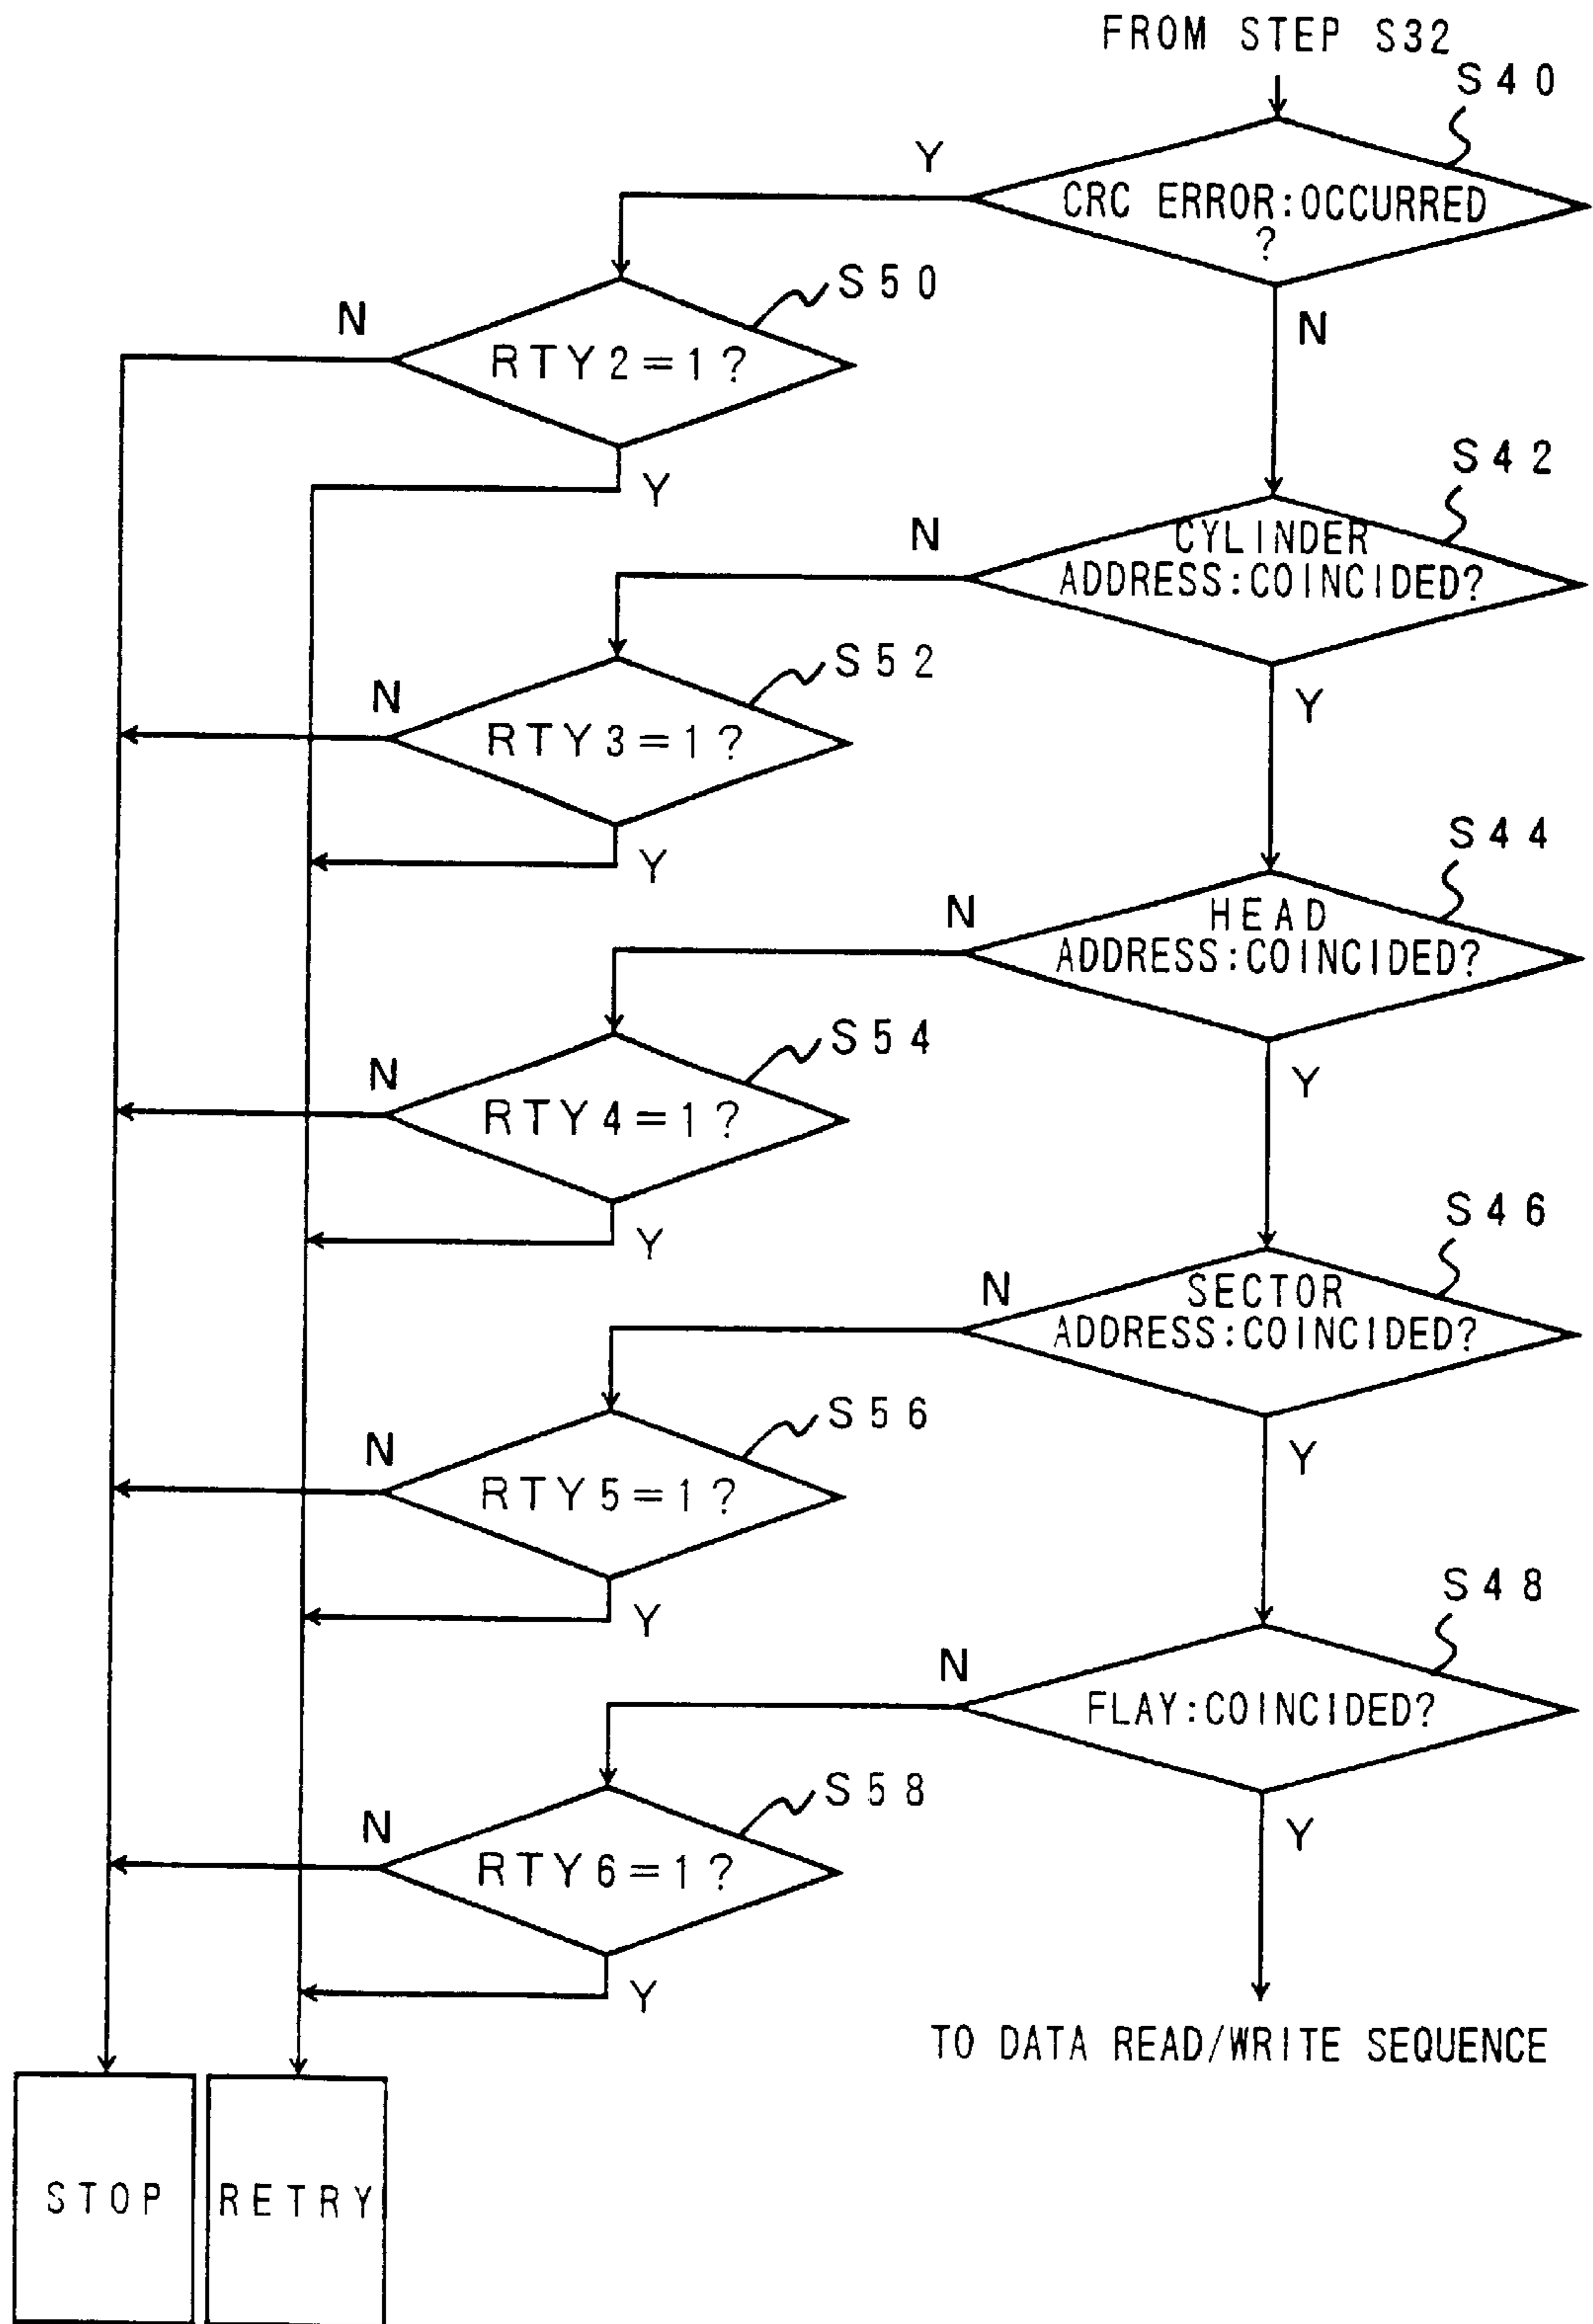 FROM STEP S32
S40
Y
CRC ERROR:OCCURRED
?
N
S50
N
RTY2=1?
Y
S42
N
CYLINDER
ADDRESS:COINCIDED?
Y
S52
N
RTY3=1?
Y
S44
N
HEAD
ADDRESS:COINCIDED?
Y
S54
N
RTY4=1?
Y
S46
N
SECTOR
ADDRESS:COINCIDED?
Y
S56
N
RTY5=1?
Y
S48
N
FLAY:COINCIDED?
Y
S58
N
RTY6=1?
Y
TO DATA READ/WRITE SEQUENCE
STOP
RETRY